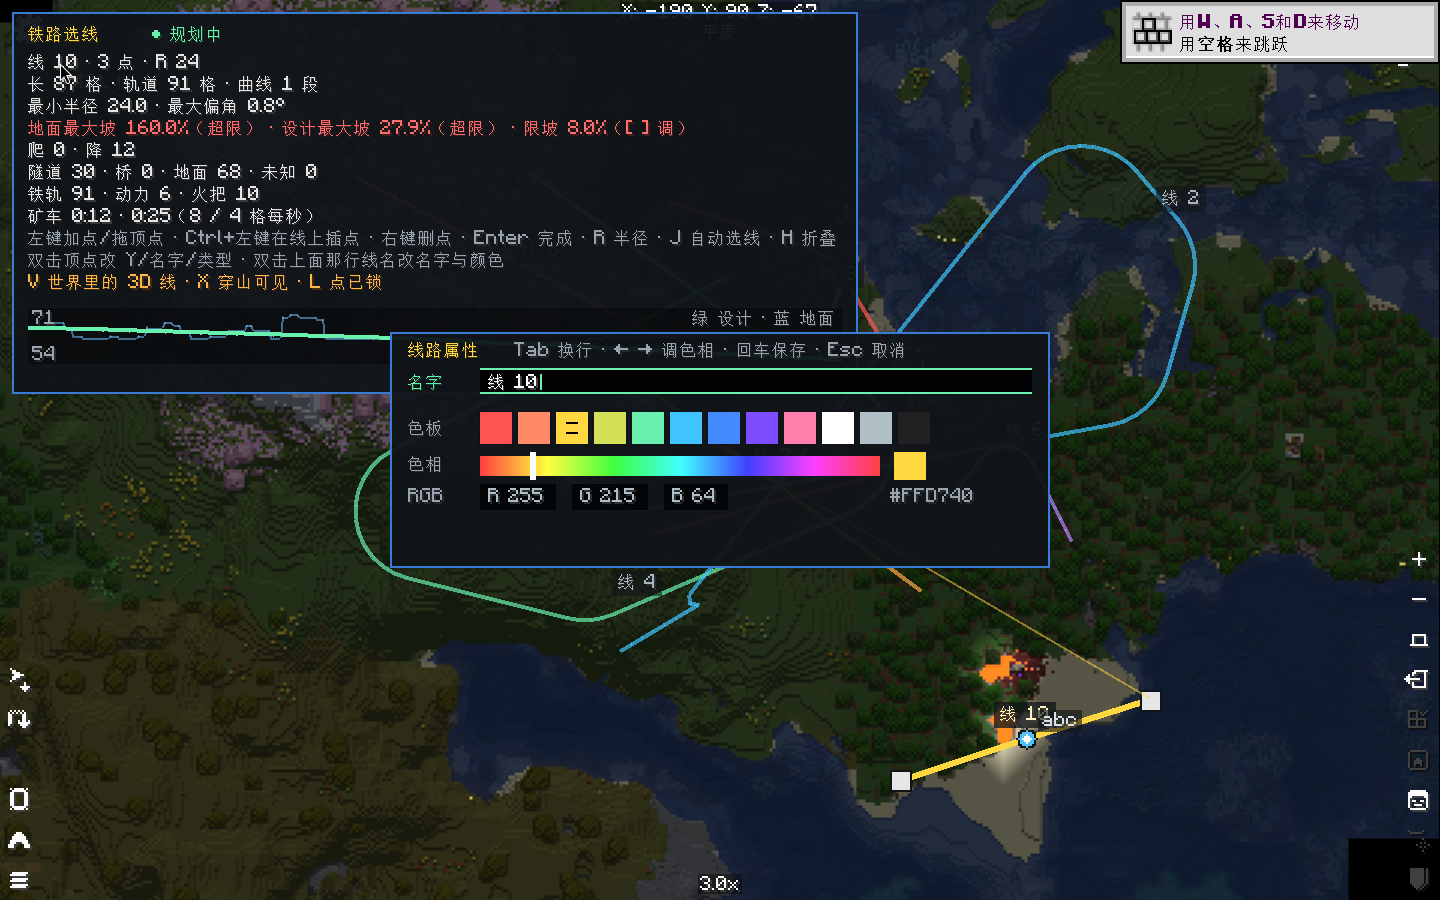 X: -190 Y: 90 Z: -67
平原
用W、A、S和D来移动
用空格来跳跃
铁路选线 ● 规划中
线 10 · 3 点 · R 24
长 87 格 · 轨道 91 格 · 曲线 1 段
最小半径 24.0 · 最大偏角 0.8°
地面最大坡 160.0%（超限） · 设计最大坡 27.9%（超限） · 限坡 8.0%（[ ] 调）
爬 0 · 降 12
隧道 30 · 桥 0 · 地面 68 · 未知 0
铁轨 91 · 动力 6 · 火把 10
矿车 0:12 · 0:25（8 / 4 格每秒）
左键加点/拖顶点 · Ctrl+左键在线上插点 · 右键删点 · Enter 完成 · R 半径 · J 自动选线 · H 折叠
双击顶点改 Y/名字/类型 · 双击上面那行线名改名字与颜色
V 世界里的 3D 线 · X 穿山可见 · L 点已锁
71
绿 设计 · 蓝 地面
54
线路属性 Tab 换行 · ← → 调色相 · 回车保存 · Esc 取消
名字 线 10
色板
色相
RGB R 255 G 215 B 64 #FFD740
线 2
线 6
线 4
线 10
abc
3.0x